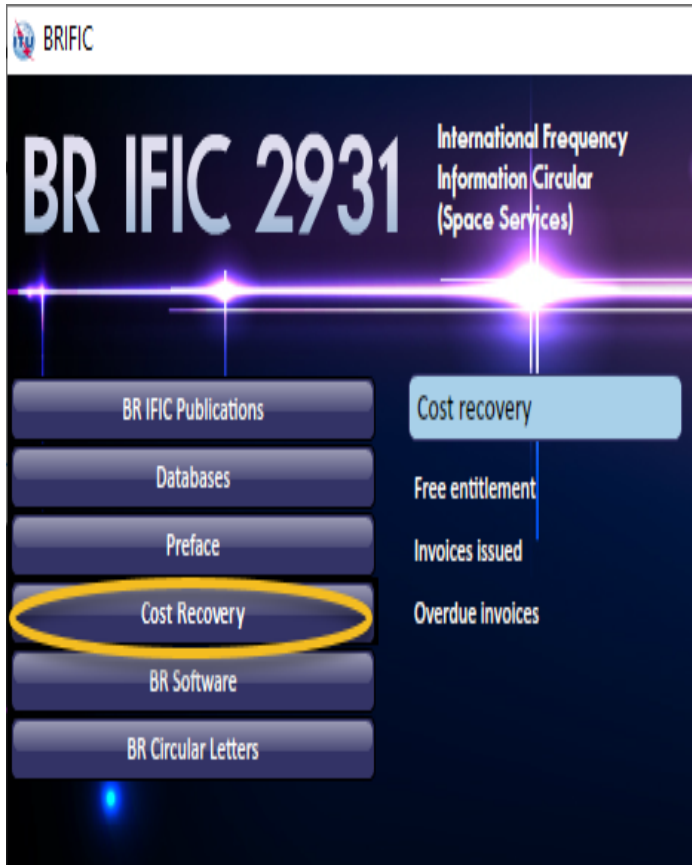 BRIFIC
BR IFIC 2931
International Frequency
Information Circular
(Space Services)
BR IFIC Publications
Databases
Preface
Cost Recovery
BR Software
BR Circular Letters
Cost recovery
Free entitlement
Invoices issued
Overdue invoices